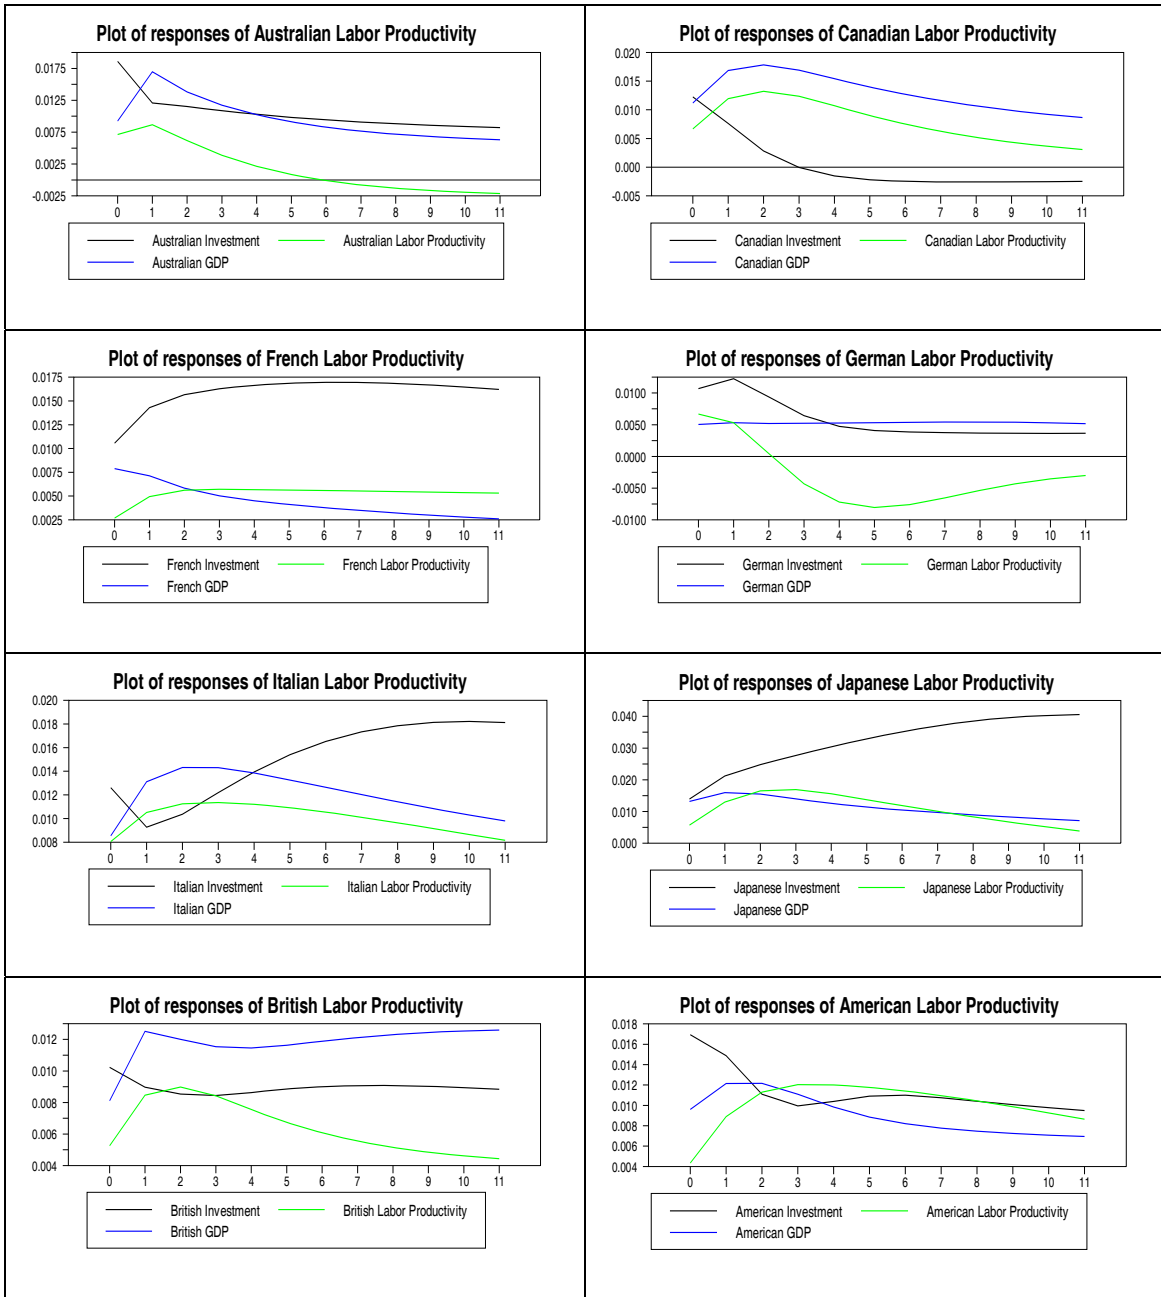 Plot of responses of Australian Labor Productivity
0.0175
0.0125
0.0075
0.0025
-0.0025
0 1 2 3 4 5 6 7 8 9 10 11
Australian Investment Australian Labor Productivity
Australian GDP
Plot of responses of Canadian Labor Productivity
0.020
0.015
0.010
0.005
0.000
-0.005
0 1 2 3 4 5 6 7 8 9 10 11
Canadian Investment Canadian Labor Productivity
Canadian GDP
Plot of responses of French Labor Productivity
0.0175
0.0150
0.0125
0.0100
0.0075
0.0050
0.0025
0 1 2 3 4 5 6 7 8 9 10 11
French Investment French Labor Productivity
French GDP
Plot of responses of German Labor Productivity
0.0100
0.0050
0.0000
-0.0050
-0.0100
0 1 2 3 4 5 6 7 8 9 10 11
German Investment German Labor Productivity
German GDP
Plot of responses of Italian Labor Productivity
0.020
0.018
0.016
0.014
0.012
0.010
0.008
0 1 2 3 4 5 6 7 8 9 10 11
Italian Investment Italian Labor Productivity
Italian GDP
Plot of responses of Japanese Labor Productivity
0.040
0.030
0.020
0.010
0.000
0 1 2 3 4 5 6 7 8 9 10 11
Japanese Investment Japanese Labor Productivity
Japanese GDP
Plot of responses of British Labor Productivity
0.012
0.010
0.008
0.006
0.004
0 1 2 3 4 5 6 7 8 9 10 11
British Investment British Labor Productivity
British GDP
Plot of responses of American Labor Productivity
0.018
0.016
0.014
0.012
0.010
0.008
0.006
0.004
0 1 2 3 4 5 6 7 8 9 10 11
American Investment American Labor Productivity
American GDP